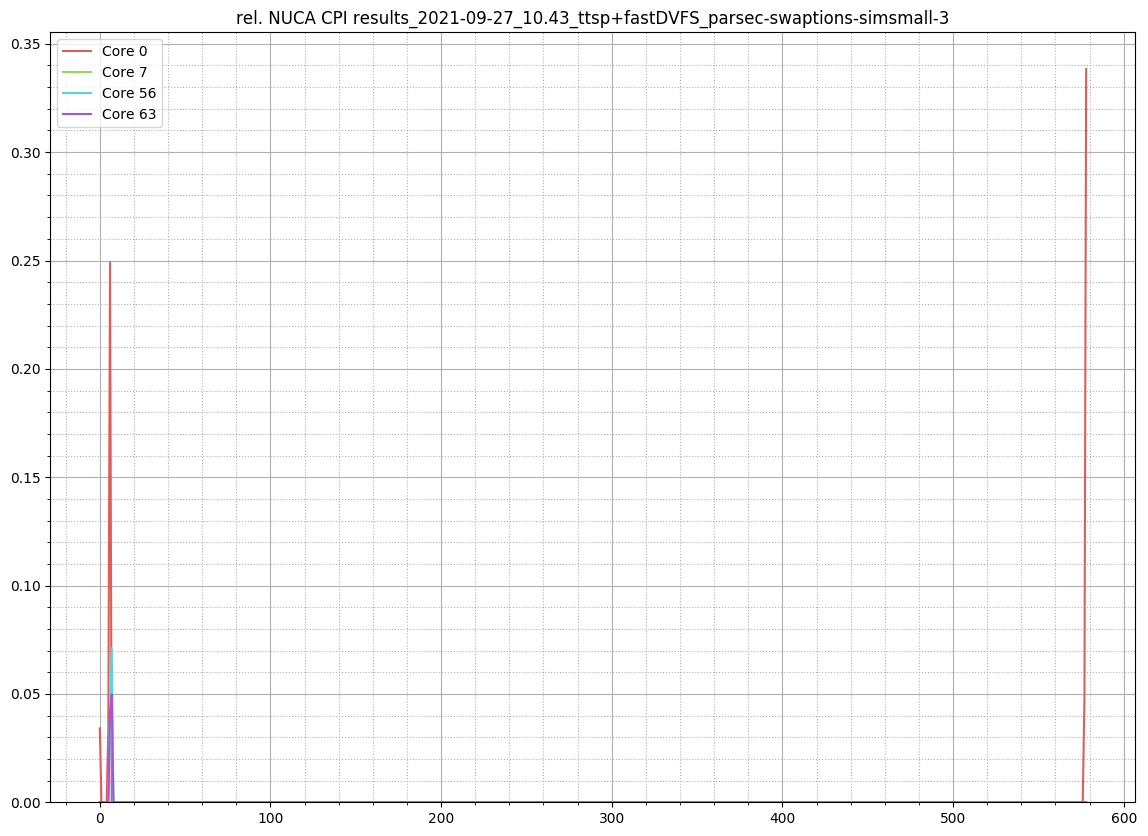 rel. NUCA CPI results_2021-09-27_10.43_ttsp+fastDVFS_parsec-swaptions-simsmall-3
0.35
Core 0
Core 7
Core 56
Core 63
0.30
0.25
0.20
0.15
0.10
0.05
0.00
0 100 200 300 400 500 600